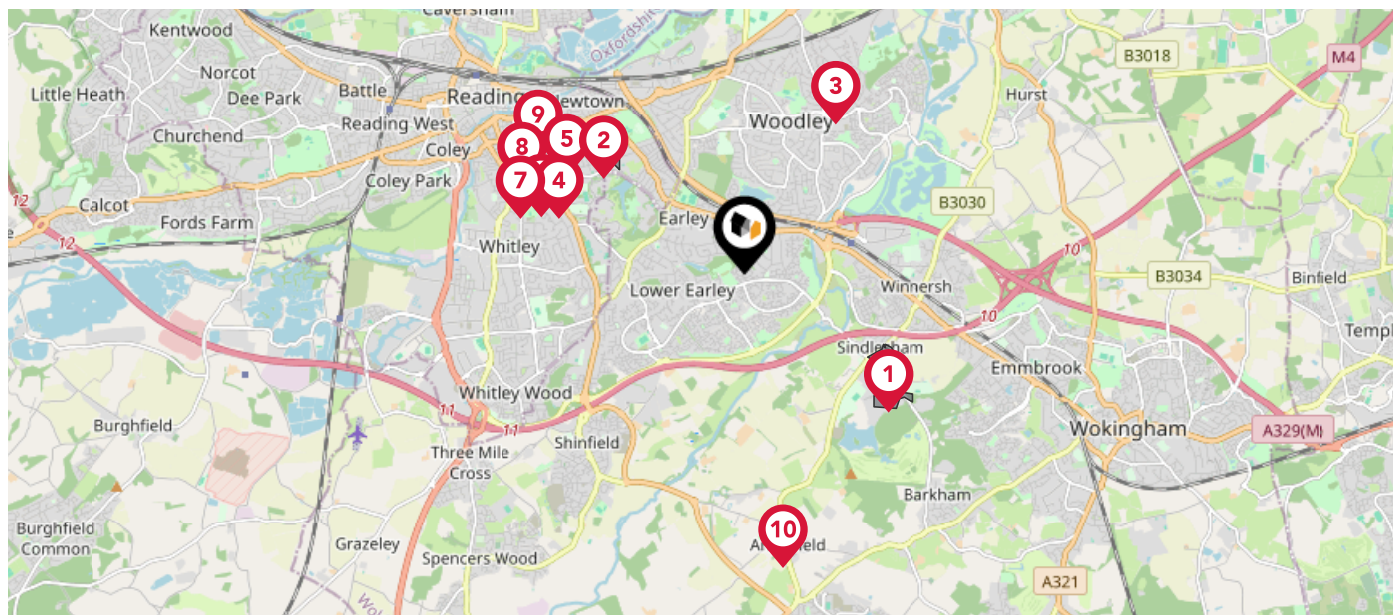 Caversham
Oxfordshire
Kentwood
B3018
M4
Norcot
Little Heath
Dee Park
Battle
Reading
Newtown
3
Hurst
9
Churchend
Reading West
Woodley
8
5
2
Coley
7
4
Coley Park
12
Calcot
B3030
Fords Farm
Earley
12
Whitley
10
B3034
Binfield
Lower Earley
Winnersh
10
Sindlesham
1
Emmbrook
Whitley Wood
11
11
Burghfield
Shinfield
Wokingham
A329(M)
Three Mile
Cross
Barkham
Burghfield
Common
10
Grazeley
Spencers Wood
A321